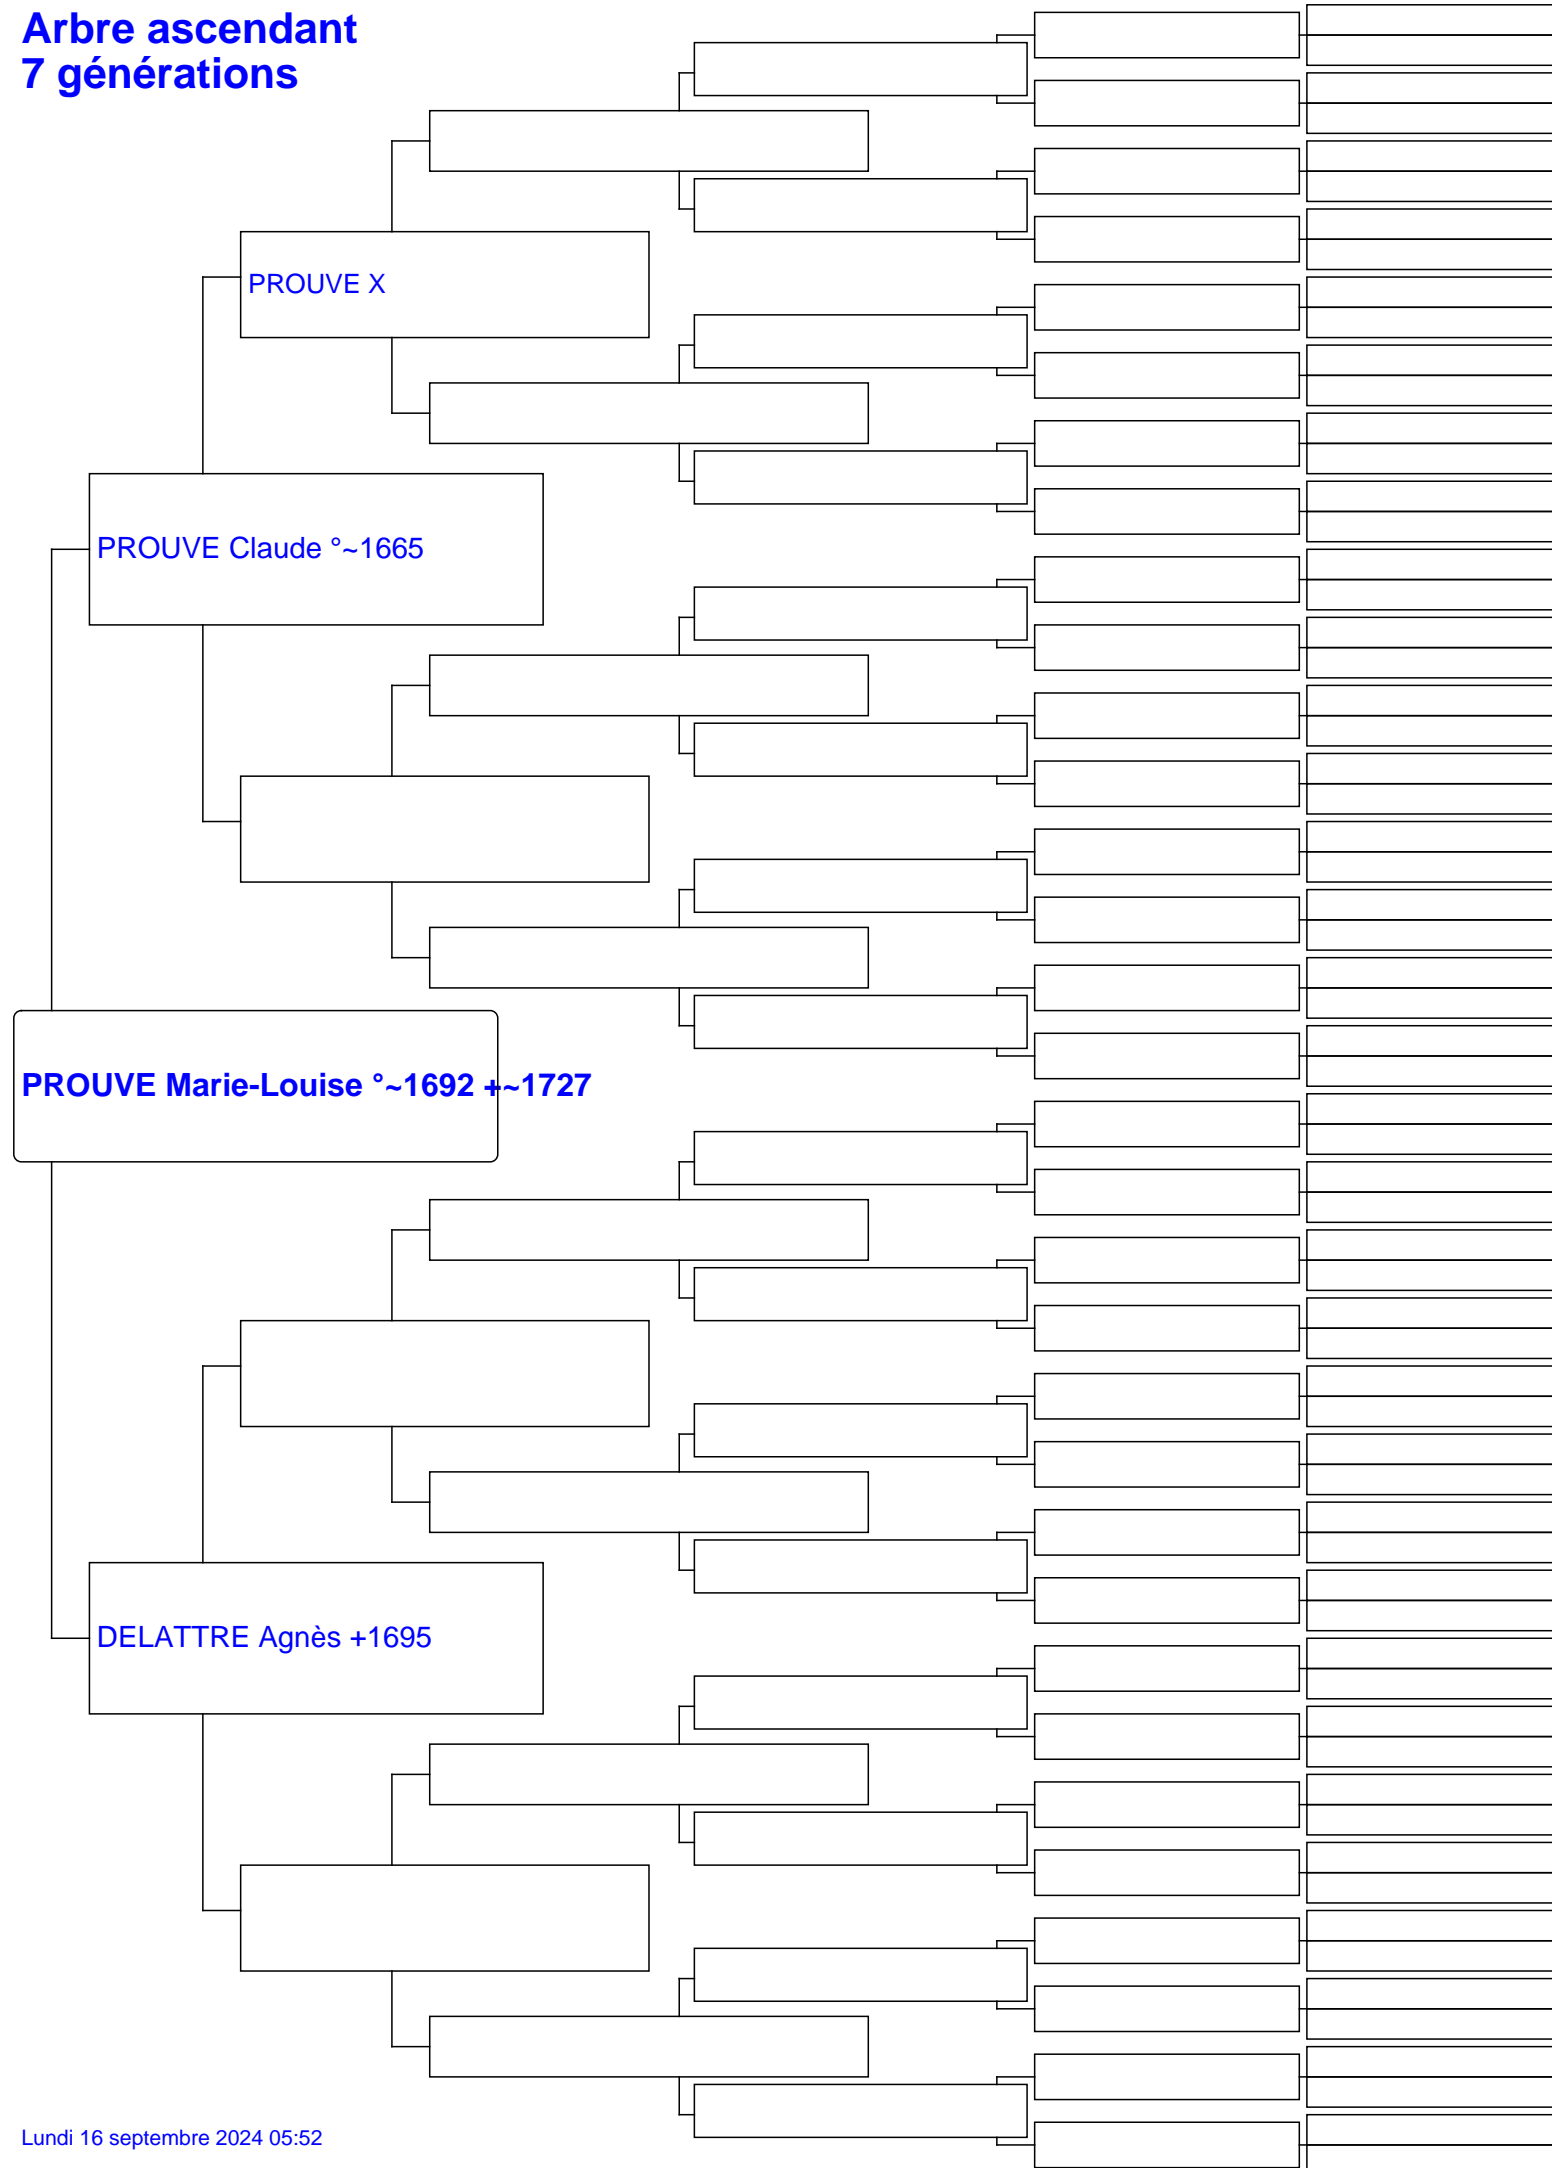 Arbre ascendant
7 générations
PROUVE X
PROUVE Claude °~1665
PROUVE Marie-Louise °~1692 +~1727
DELATTRE Agnès +1695
Lundi 16 septembre 2024 05:52